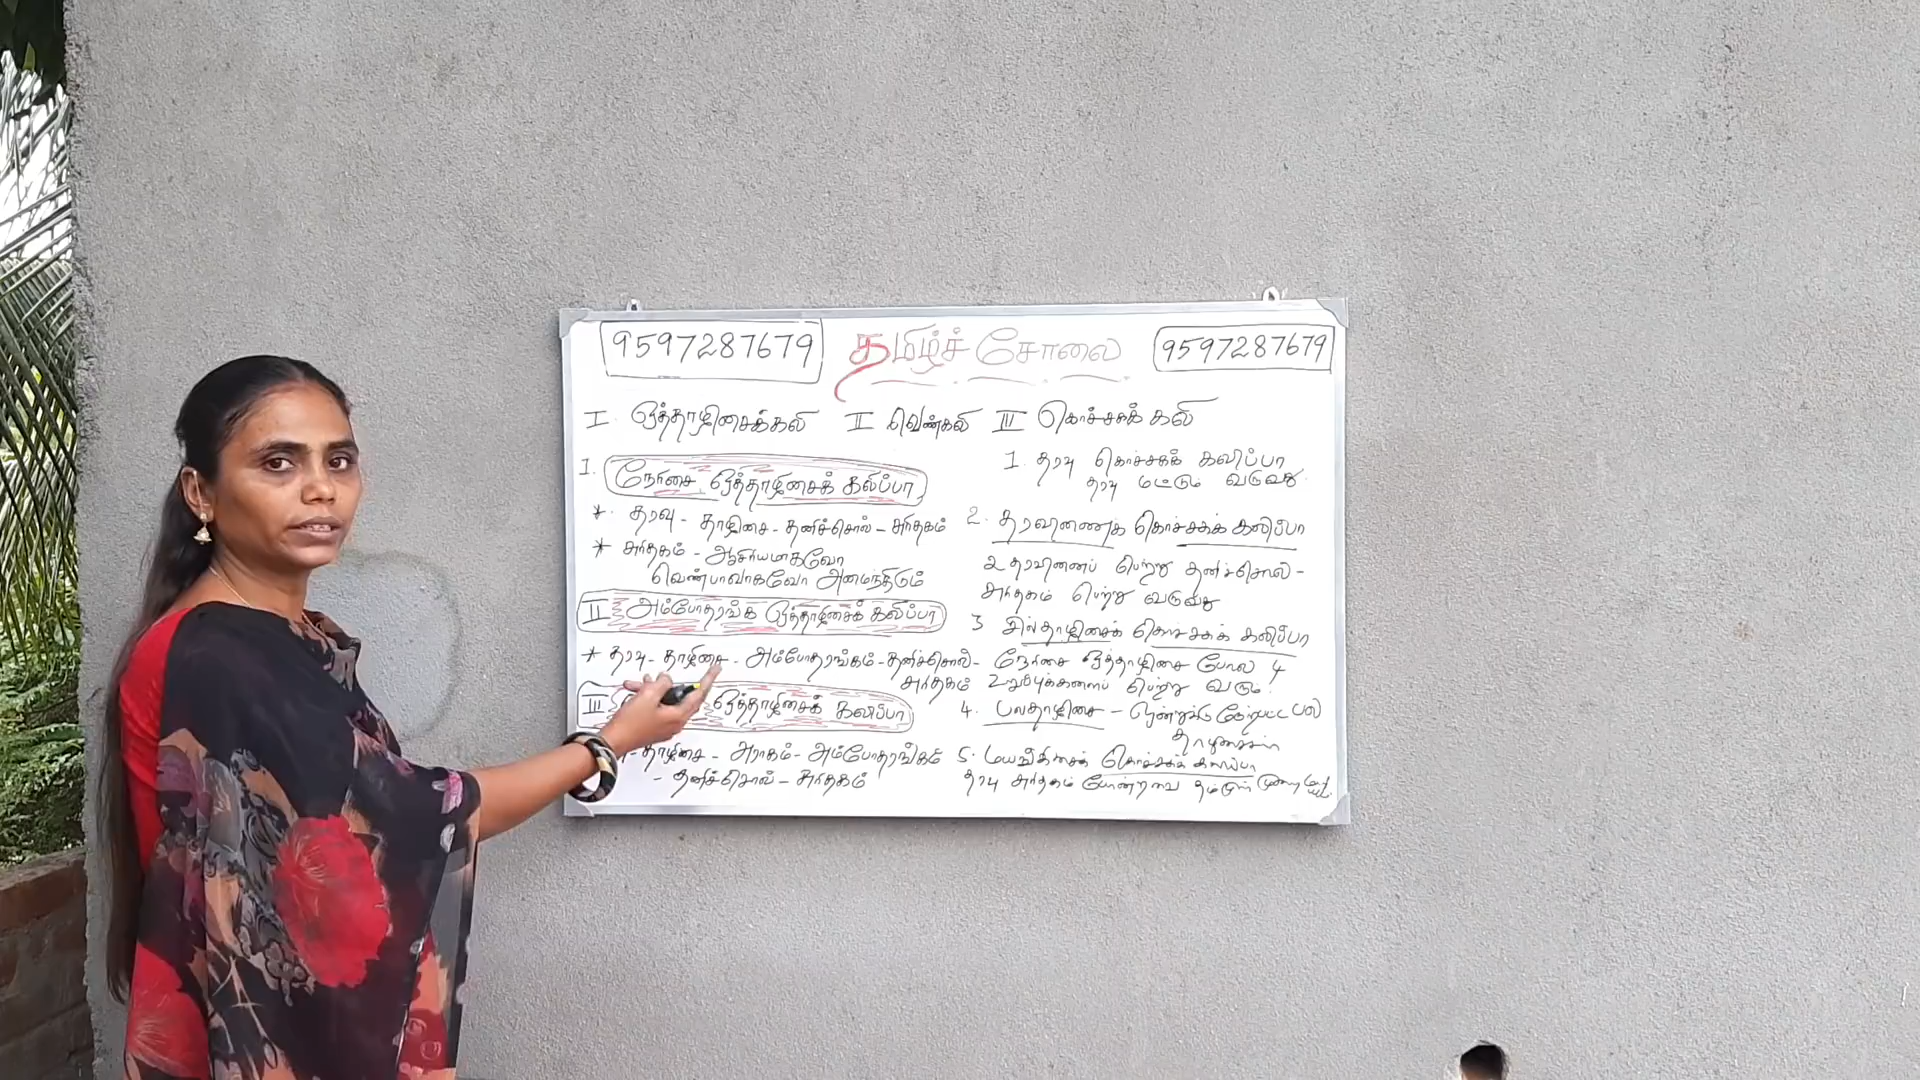 9597287679 தமிழ்ச் சோலை 9597287679
I. ஒத்தாழிசைக்கலி II வெண்கலி III கொச்சகக் கலி
1. நேரிசை ஒத்தாழிசைக் கலிப்பா
* தரவு - தாழிசை - தனிச்சொல் - சுரிதகம்
* சுரிதகம் - ஆசிரியமாகவோ
வெண்பாவாகவோ அமைந்திடும்
II அம்போதரங்க ஒத்தாழிசைக் கலிப்பா
* தரவு - தாழிசை - அம்போதரங்கம் - தனிச்சொல் -
சுரிதகம்
III ஒத்தாழிசைக் கலிப்பா
- தாழிசை - அராகம் - அம்போதரங்கம்
- தனிச்சொல் - சுரிதகம்
1. தரவு கொச்சகக் கலிப்பா
தரவு மட்டும் வருவது.
2. தரவிணைக் கொச்சகக் கலிப்பா
2 தரவினைப் பெற்று தனிச்சொல் -
சுரிதகம் பெற்று வருவது
3 சில்தாழிசைக் கொச்சகக் கலிப்பா
நேரிசை ஒத்தாழிசை போல 4
உறுப்புக்களைப் பெற்று வரும்.
4. பலதாழிசை - மேற்பட்ட பல
5. மயங்கிசைக் கொச்சகக் கலிப்பா
தரவு சுரிதகம் போன்றவை தம்முள்